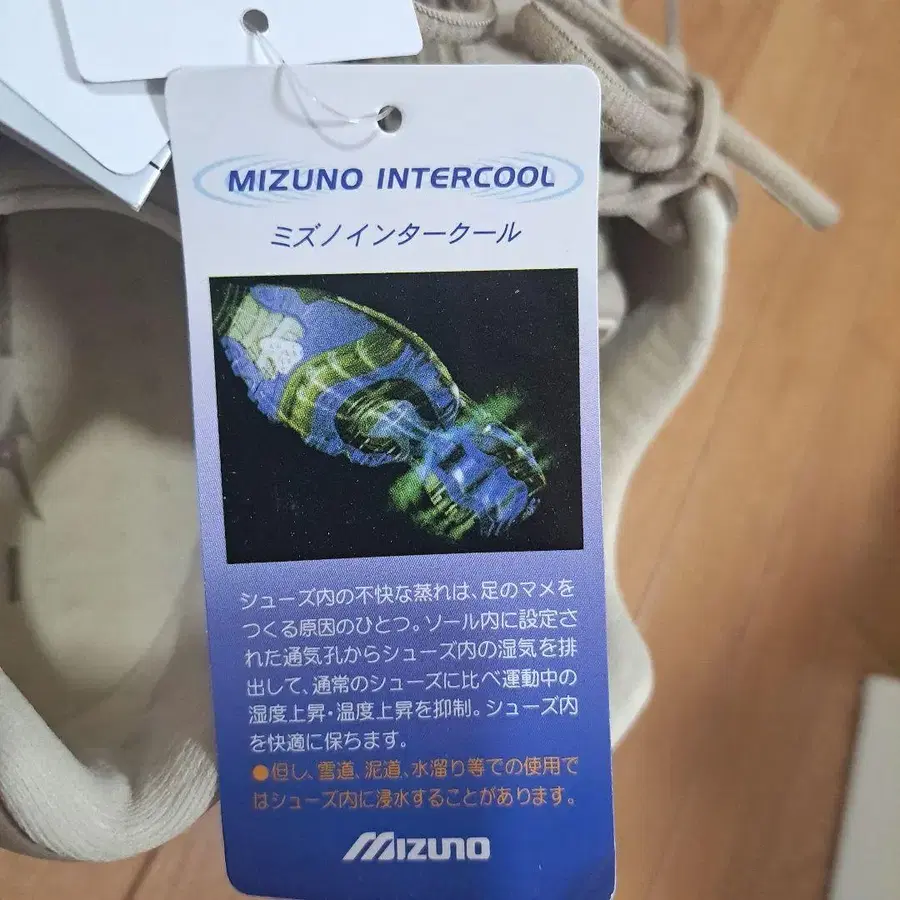 MIZUNO INTERCOOL
ミズノインタークール
シューズ内の不快な蒸れは、足のマメを
つくる原因のひとつ。ソール内に設定さ
れた通気孔からシューズ内の湿気を排
出して、通常のシューズに比べ運動中の
湿度上昇・温度上昇を抑制。シューズ内
を快適に保ちます。
●但し、雪道、泥道、水溜り等での使用で
はシューズ内に浸水することがあります。
MIZUNO